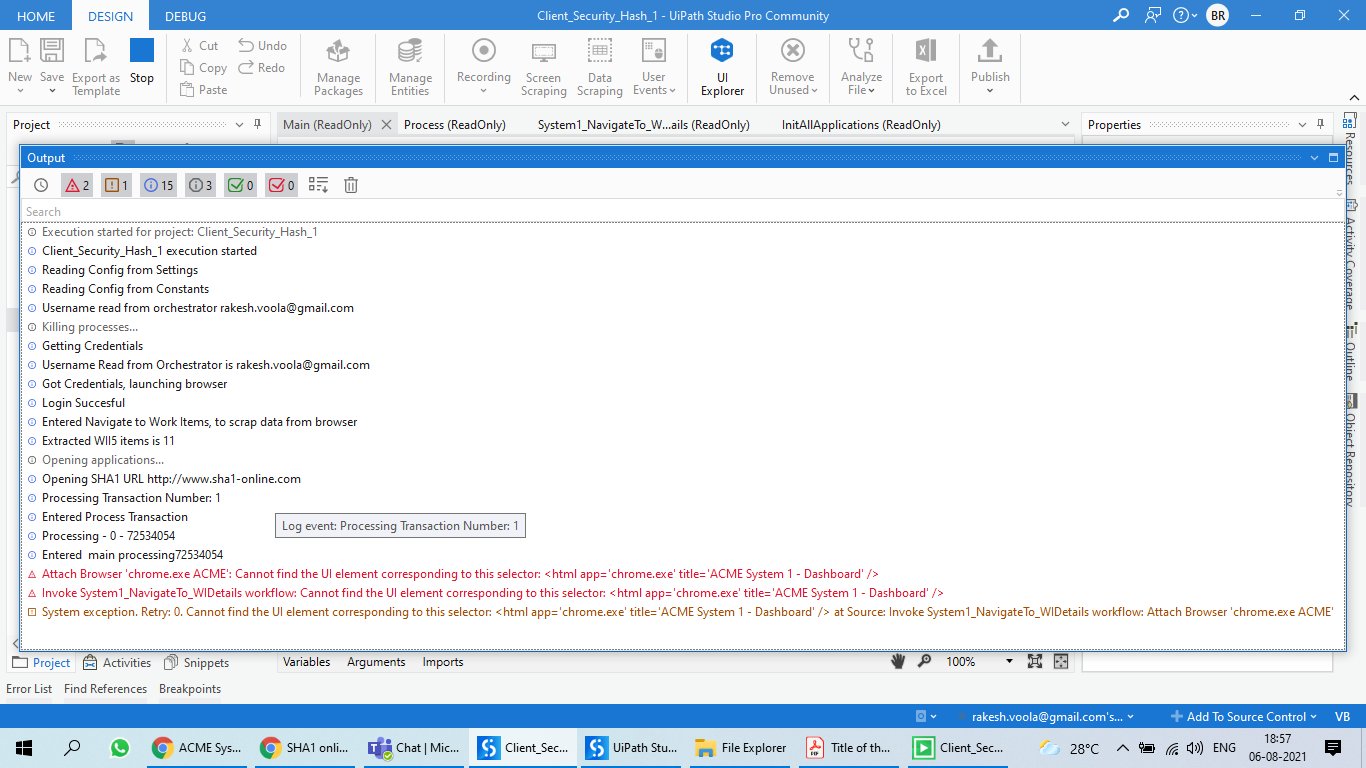 HOME DESIGN DEBUG Client_Security_Hash_1 - UiPath Studio Pro Community BR
Cut Undo
Copy Redo
Paste
New Save Export as Template Stop Manage Packages Manage Entities Recording Screen Scraping Data Scraping User Events UI Explorer Remove Unused Analyze File Export to Excel Publish
Project Main (ReadOnly) Process (ReadOnly) System1_NavigateTo_W...ails (ReadOnly) InitAllApplications (ReadOnly) Properties
Output
2 1 15 3 0 0
Search
Execution started for project: Client_Security_Hash_1
Client_Security_Hash_1 execution started
Reading Config from Settings
Reading Config from Constants
Username read from orchestrator rakesh.voola@gmail.com
Killing processes...
Getting Credentials
Username Read from Orchestrator is rakesh.voola@gmail.com
Got Credentials, launching browser
Login Succesful
Entered Navigate to Work Items, to scrap data from browser
Extracted WII5 items is 11
Opening applications...
Opening SHA1 URL http://www.sha1-online.com
Processing Transaction Number: 1
Entered Process Transaction
Log event: Processing Transaction Number: 1
Processing - 0 - 72534054
Entered  main processing72534054
Attach Browser 'chrome.exe ACME': Cannot find the UI element corresponding to this selector: <html app='chrome.exe' title='ACME System 1 - Dashboard' />
Invoke System1_NavigateTo_WIDetails workflow: Cannot find the UI element corresponding to this selector: <html app='chrome.exe' title='ACME System 1 - Dashboard' />
System exception. Retry: 0. Cannot find the UI element corresponding to this selector: <html app='chrome.exe' title='ACME System 1 - Dashboard' /> at Source: Invoke System1_NavigateTo_WIDetails workflow: Attach Browser 'chrome.exe ACME'
Resources
Activity Coverage
Outline
Object Repository
Project Activities Snippets Variables Arguments Imports 100%
Error List Find References Breakpoints
rakesh.voola@gmail.com's... Add To Source Control VB
ACME Sys... SHA1 onli... Chat | Mic... Client_Sec... UiPath Stu... File Explorer Title of th... Client_Sec... 28°C ENG 18:57
06-08-2021